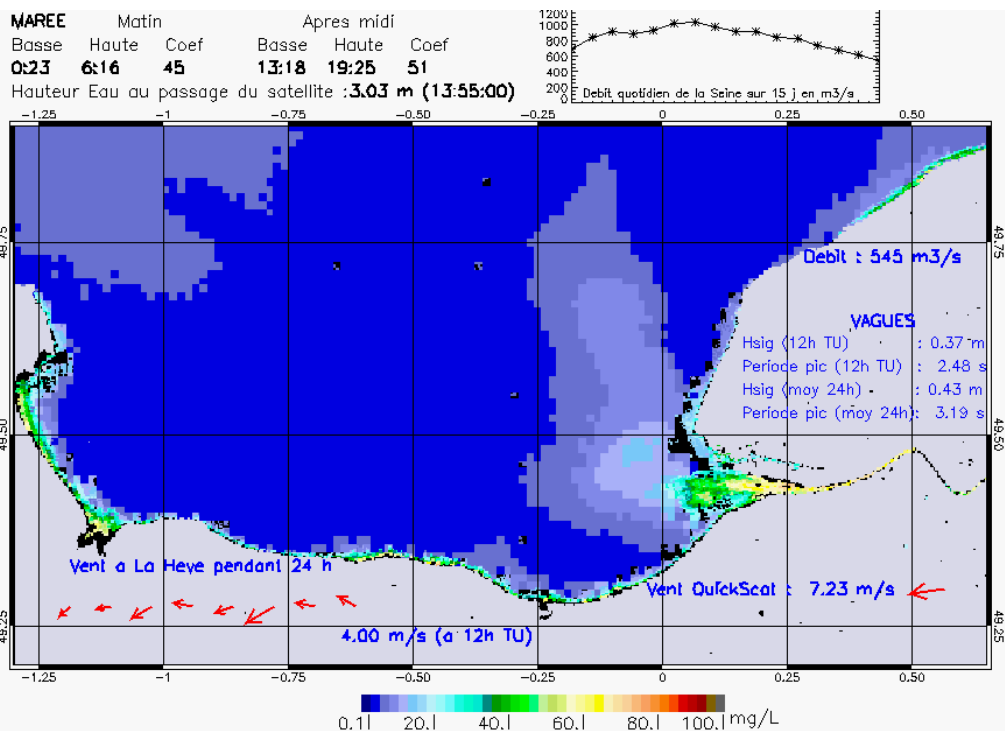 MAREE Matin Apres midi
Basse Haute Coef Basse Haute Coef
0:23 6:16 45 13:18 19:25 51
Hauteur Eau au passage du satellite :3.03 m (13:55:00)
1200
1000
800
600
400
200
0
Debit quotidien de la Seine sur 15 j en m3/s
-1.25 -1 -0.75 -0.50 -0.25 0 0.25 0.50
49.75 49.75
Debit : 545 m3/s
VAGUES
Hsig (12h TU) : 0.37 m
Periode pic (12h TU) : 2.48 s
Hsig (moy 24h) : 0.43 m
Periode pic (moy 24h): 3.19 s
49.50 49.50
Vent a La Heve pendant 24 h
Vent QuickScat : 7.23 m/s
4.00 m/s (a 12h TU)
49.25 49.25
-1.25 -1 -0.75 -0.50 -0.25 0 0.25 0.50
0.1| 20.| 40.| 60.| 80.| 100.| mg/L